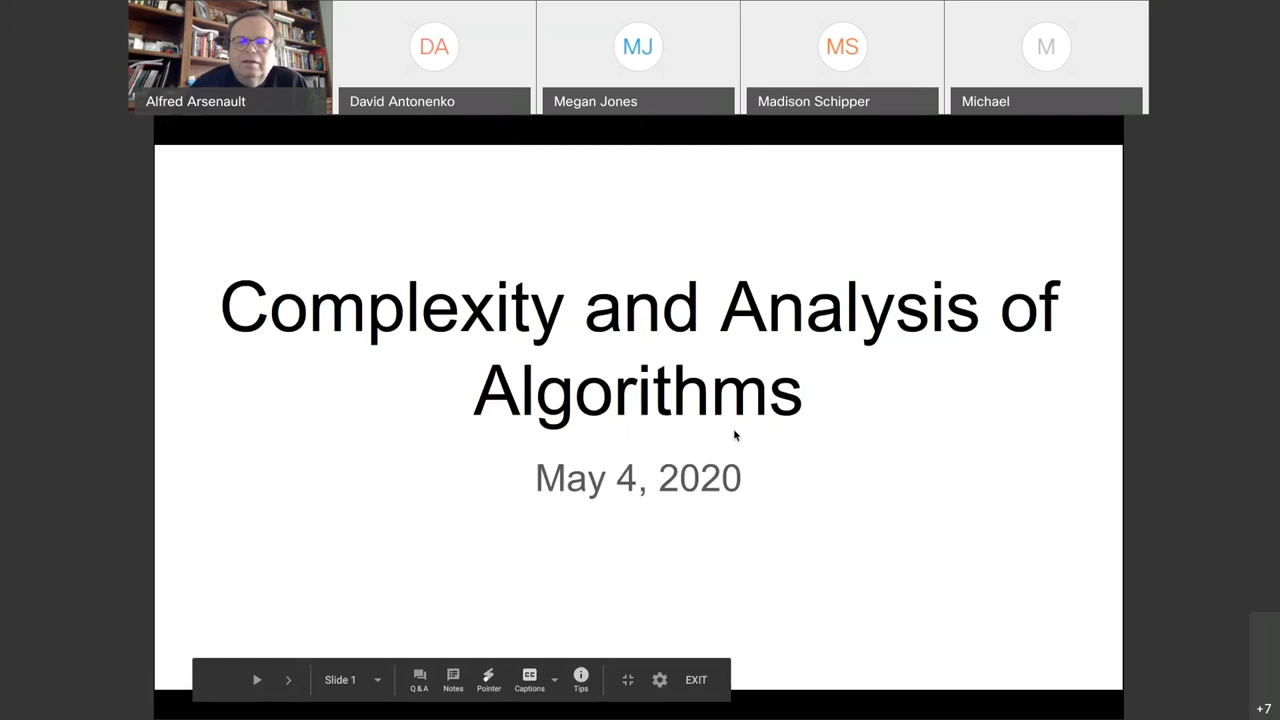 DA
MJ
MS
M
Alfred Arsenault
David Antonenko
Megan Jones
Madison Schipper
Michael
Complexity and Analysis of
Algorithms
May 4, 2020
Slide 1
Q&A
Notes
Pointer
CC
Captions
Tips
EXIT
+7